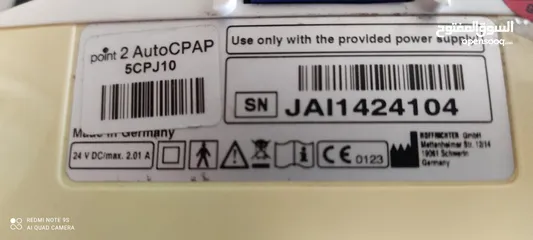 السوق المفتوح
opensooq.com
point 2 AutoCPAP
5CPJ10
Use only with the provided power supply
SN JAI1424104
Made in Germany
24 V DC/max. 2.01 A
CE 0123
HOFFRICHTER GmbH
Mettenheimer Str. 12/14
19061 Schwerin
Germany
REDMI NOTE 9S
AI QUAD CAMERA